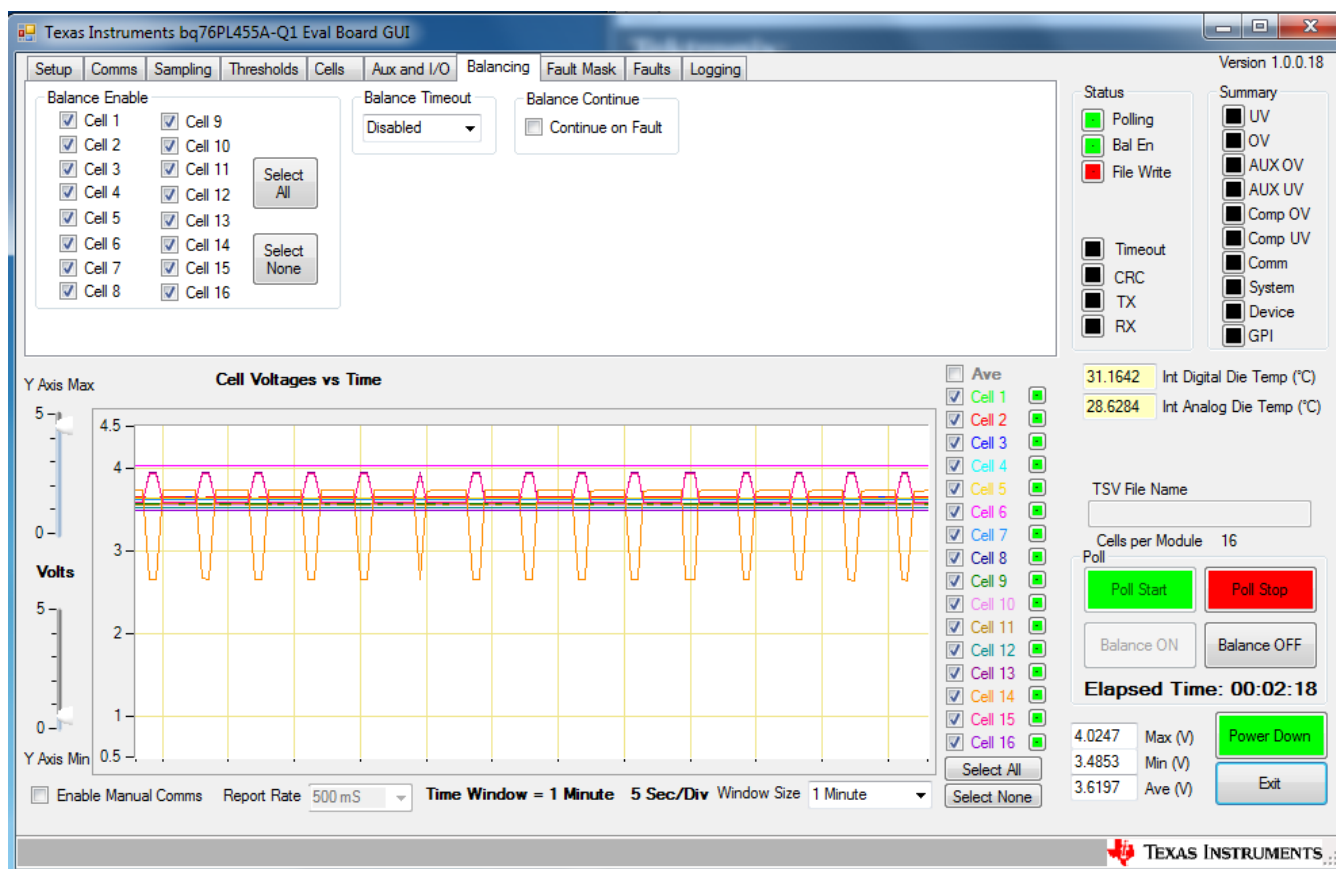 Texas Instruments bq76PL455A-Q1 Eval Board GUI
Setup Comms Sampling Thresholds Cells Aux and I/O Balancing Fault Mask Faults Logging
Version 1.0.0.18
Balance Enable
Cell 1
Cell 2
Cell 3
Cell 4
Cell 5
Cell 6
Cell 7
Cell 8
Cell 9
Cell 10
Cell 11
Cell 12
Cell 13
Cell 14
Cell 15
Cell 16
Select
All
Select
None
Balance Timeout
Disabled
Balance Continue
Continue on Fault
Status
Polling
Bal En
File Write
Timeout
CRC
TX
RX
Summary
UV
OV
AUX OV
AUX UV
Comp OV
Comp UV
Comm
System
Device
GPI
31.1642 Int Digital Die Temp (°C)
28.6284 Int Analog Die Temp (°C)
Y Axis Max
5
0
Volts
5
0
Y Axis Min
Cell Voltages vs Time
4.5
4
3
2
1
0.5
Ave
Cell 1
Cell 2
Cell 3
Cell 4
Cell 5
Cell 6
Cell 7
Cell 8
Cell 9
Cell 10
Cell 11
Cell 12
Cell 13
Cell 14
Cell 15
Cell 16
Select All
Select None
TSV File Name
Cells per Module 16
Poll
Poll Start
Poll Stop
Balance ON
Balance OFF
Elapsed Time: 00:02:18
4.0247 Max (V)
3.4853 Min (V)
3.6197 Ave (V)
Power Down
Exit
Enable Manual Comms
Report Rate 500 mS
Time Window = 1 Minute 5 Sec/Div
Window Size 1 Minute
TEXAS INSTRUMENTS